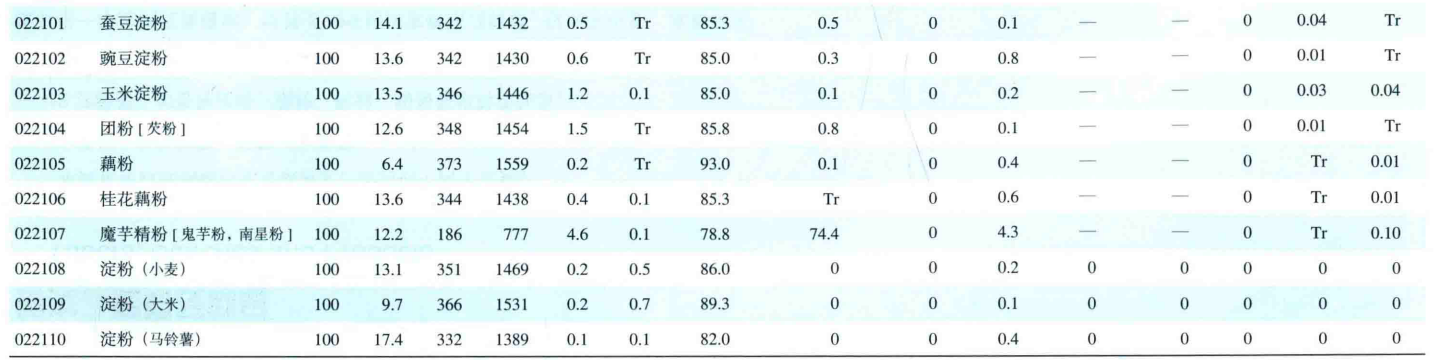 022101 蚕豆淀粉 100 14.1 342 1432 0.5 Tr 85.3 0.5 0 0.1 — — 0 0.04 Tr
022102 豌豆淀粉 100 13.6 342 1430 0.6 Tr 85.0 0.3 0 0.8 — — 0 0.01 Tr
022103 玉米淀粉 100 13.5 346 1446 1.2 0.1 85.0 0.1 0 0.2 — — 0 0.03 0.04
022104 团粉 [芡粉] 100 12.6 348 1454 1.5 Tr 85.8 0.8 0 0.1 — — 0 0.01 Tr
022105 藕粉 100 6.4 373 1559 0.2 Tr 93.0 0.1 0 0.4 — — 0 Tr 0.01
022106 桂花藕粉 100 13.6 344 1438 0.4 0.1 85.3 Tr 0 0.6 — — 0 Tr 0.01
022107 魔芋精粉 [鬼芋粉, 南星粉] 100 12.2 186 777 4.6 0.1 78.8 74.4 0 4.3 — — 0 Tr 0.10
022108 淀粉 (小麦) 100 13.1 351 1469 0.2 0.5 86.0 0 0 0.2 0 0 0 0 0
022109 淀粉 (大米) 100 9.7 366 1531 0.2 0.7 89.3 0 0 0.1 0 0 0 0 0
022110 淀粉 (马铃薯) 100 17.4 332 1389 0.1 0.1 82.0 0 0 0.4 0 0 0 0 0